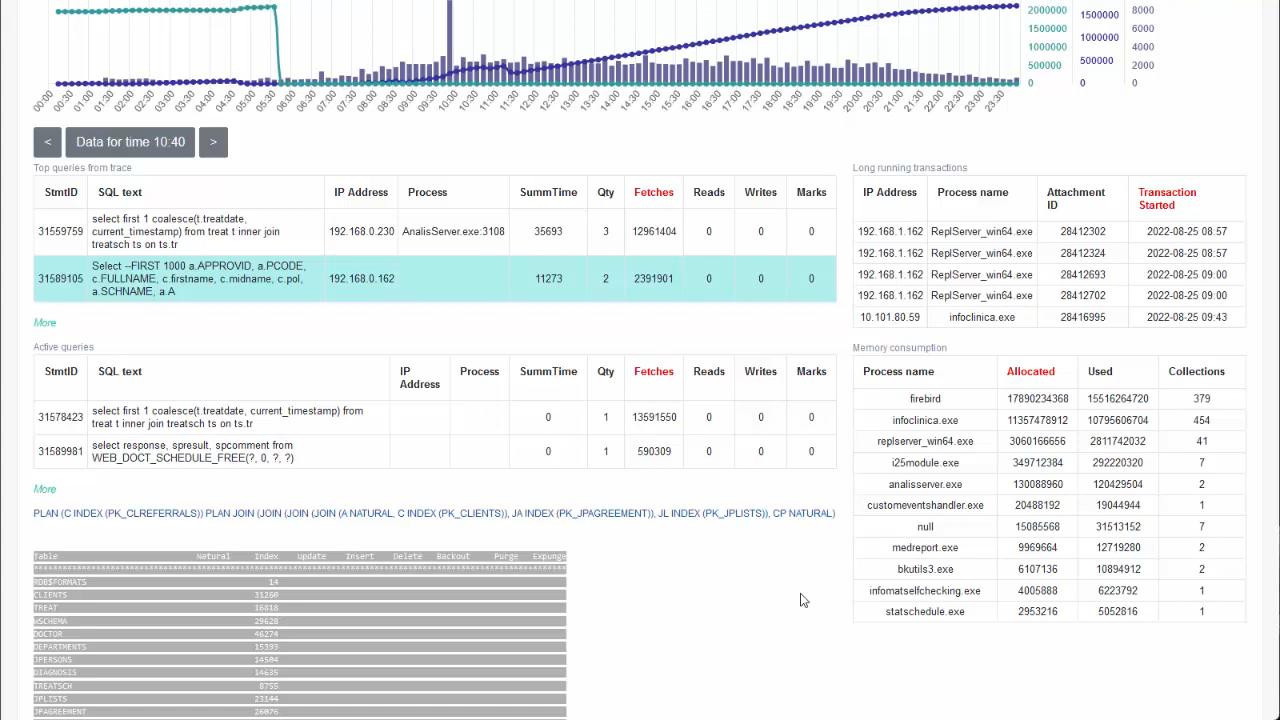 2000000
1500000
1000000
500000
0
1500000
1000000
500000
0
8000
6000
4000
2000
0
00:00 00:30 01:00 01:30 02:00 02:30 03:00 03:30 04:00 04:30 05:00 05:30 06:00 06:30 07:00 07:30 08:00 08:30 09:00 09:30 10:00 10:30 11:00 11:30 12:00 12:30 13:00 13:30 14:00 14:30 15:00 15:30 16:00 16:30 17:00 17:30 18:00 18:30 19:00 19:30 20:00 20:30 21:00 21:30 22:00 22:30 23:00 23:30
< Data for time 10:40 >
Top queries from trace
StmtID SQL text IP Address Process SummTime Qty Fetches Reads Writes Marks
select first 1 coalesce(t.treatdate,
31559759 current_timestamp) from treat t inner join 192.168.0.230 AnalisServer.exe:3108 35693 3 12961404 0 0 0
treatsch ts on ts.tr
Select --FIRST 1000 a.APPROVID, a.PCODE,
31589105 c.FULLNAME, c.firstname, c.midname, c.pol, 192.168.0.162 11273 2 2391901 0 0 0
a.SCHNAME, a.A
More
Active queries
StmtID SQL text IP Address Process SummTime Qty Fetches Reads Writes Marks
31578423 select first 1 coalesce(t.treatdate, current_timestamp) from 0 1 13591550 0 0 0
treat t inner join treatsch ts on ts.tr
31589981 select response, spresult, spcomment from 0 1 590309 0 0 0
WEB_DOCT_SCHEDULE_FREE(?, 0, ?, ?)
More
PLAN (C INDEX (PK_CLREFERRALS)) PLAN JOIN (JOIN (JOIN (JOIN (A NATURAL, C INDEX (PK_CLIENTS)), JA INDEX (PK_JPAGREEMENT)), JL INDEX (PK_JPLISTS)), CP NATURAL)
Table Natural Index Update Insert Delete Backout Purge Expunge
***************************************************************************************************************
RDB$FORMATS 14
CLIENTS 31260
TREAT 16818
WSCHEMA 29628
DOCTOR 46274
DEPARTMENTS 15393
JPERSONS 14504
DIAGNOSIS 14635
TREATSCH 8755
JPLISTS 23144
JPAGREEMENT 26076
Long running transactions
IP Address Process name Attachment ID Transaction Started
192.168.1.162 ReplServer_win64.exe 28412302 2022-08-25 08:57
192.168.1.162 ReplServer_win64.exe 28412324 2022-08-25 08:57
192.168.1.162 ReplServer_win64.exe 28412693 2022-08-25 09:00
192.168.1.162 ReplServer_win64.exe 28412702 2022-08-25 09:00
10.101.80.59 infoclinica.exe 28416995 2022-08-25 09:43
Memory consumption
Process name Allocated Used Collections
firebird 17890234368 15516264720 379
infoclinica.exe 11357478912 10795606704 454
replserver_win64.exe 3060166656 2811742032 41
i25module.exe 349712384 292220320 7
analisserver.exe 130088960 120429504 2
customeventshandler.exe 20488192 19044944 1
null 15085568 31513152 7
medreport.exe 9969664 12719280 2
bkutils3.exe 6107136 10894912 2
infomatselfchecking.exe 4005888 6223792 1
statschedule.exe 2953216 5052816 1